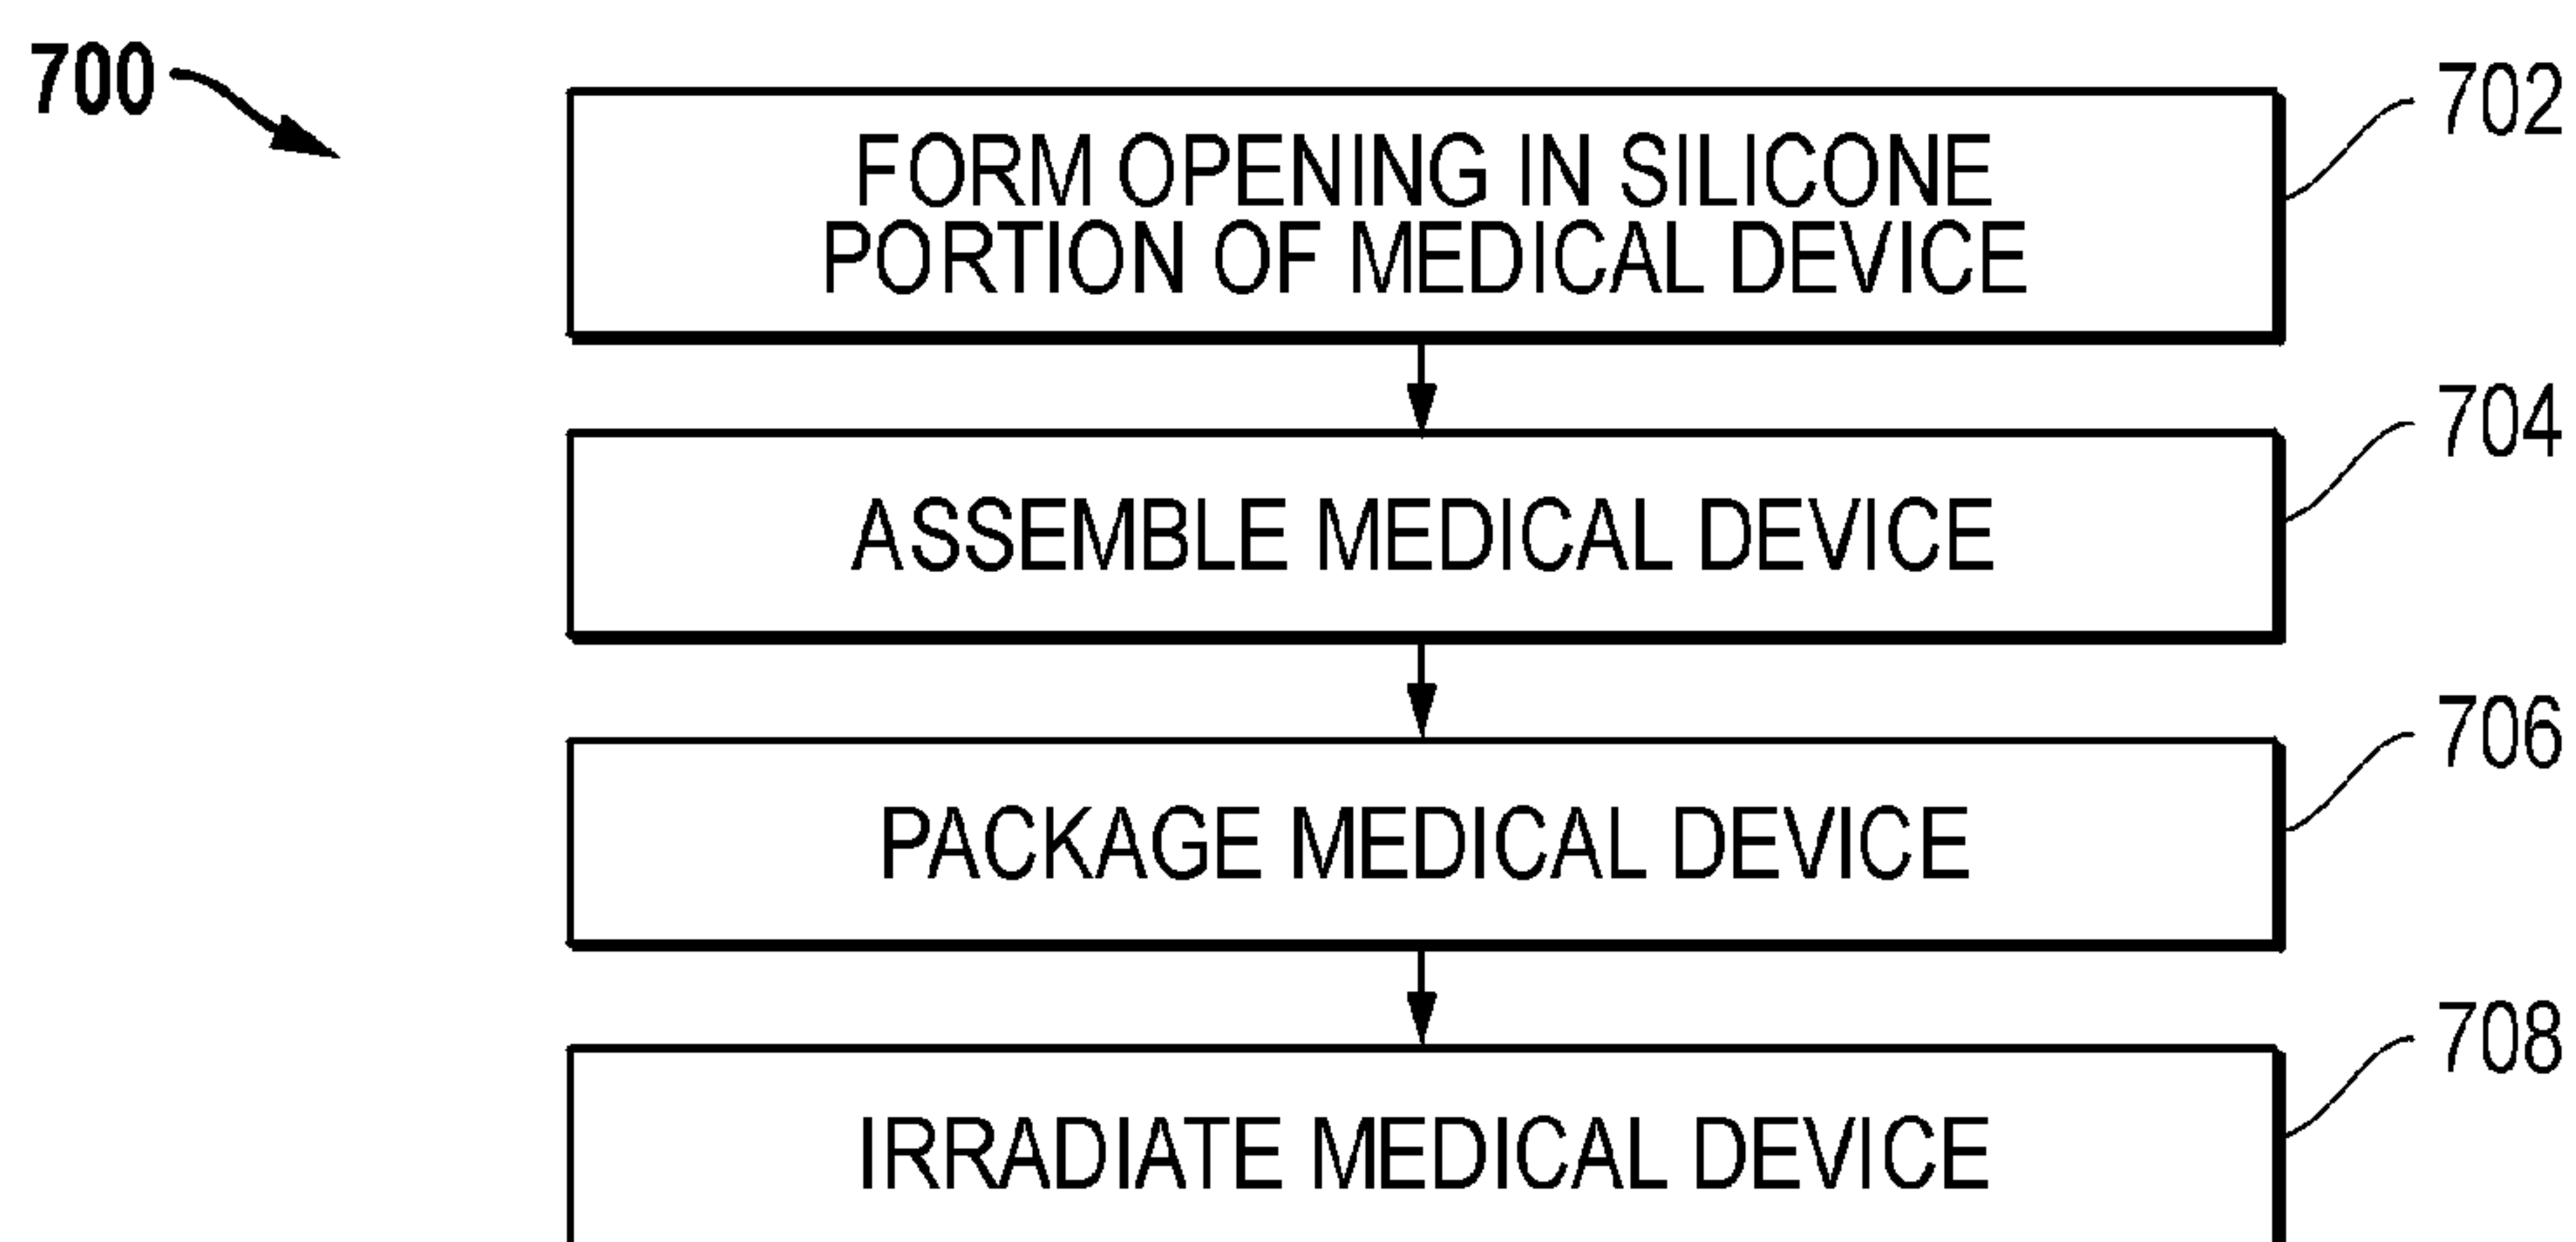 700
702
FORM OPENING IN SILICONE
PORTION OF MEDICAL DEVICE
704
ASSEMBLE MEDICAL DEVICE
706
PACKAGE MEDICAL DEVICE
708
IRRADIATE MEDICAL DEVICE